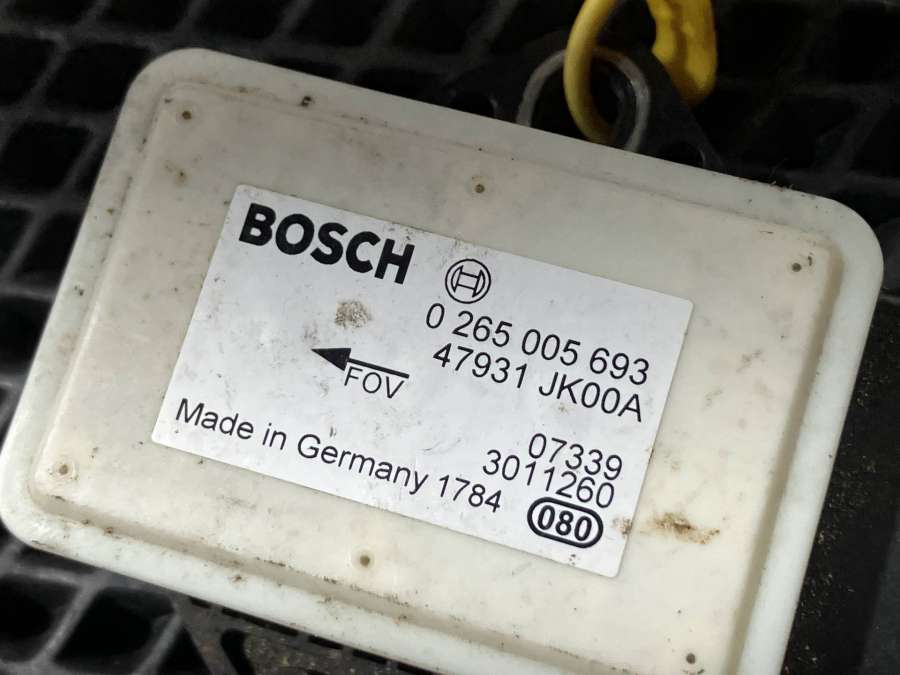 BOSCH
0 265 005 693
47931 JK00A
FOV
07339
3011260
Made in Germany 1784
080